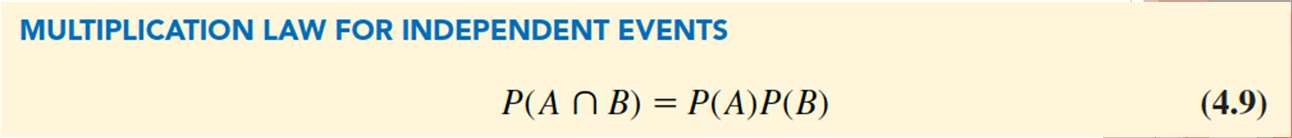 MULTIPLICATION LAW FOR INDEPENDENT EVENTS
P(A ∩ B) = P(A)P(B) (4.9)